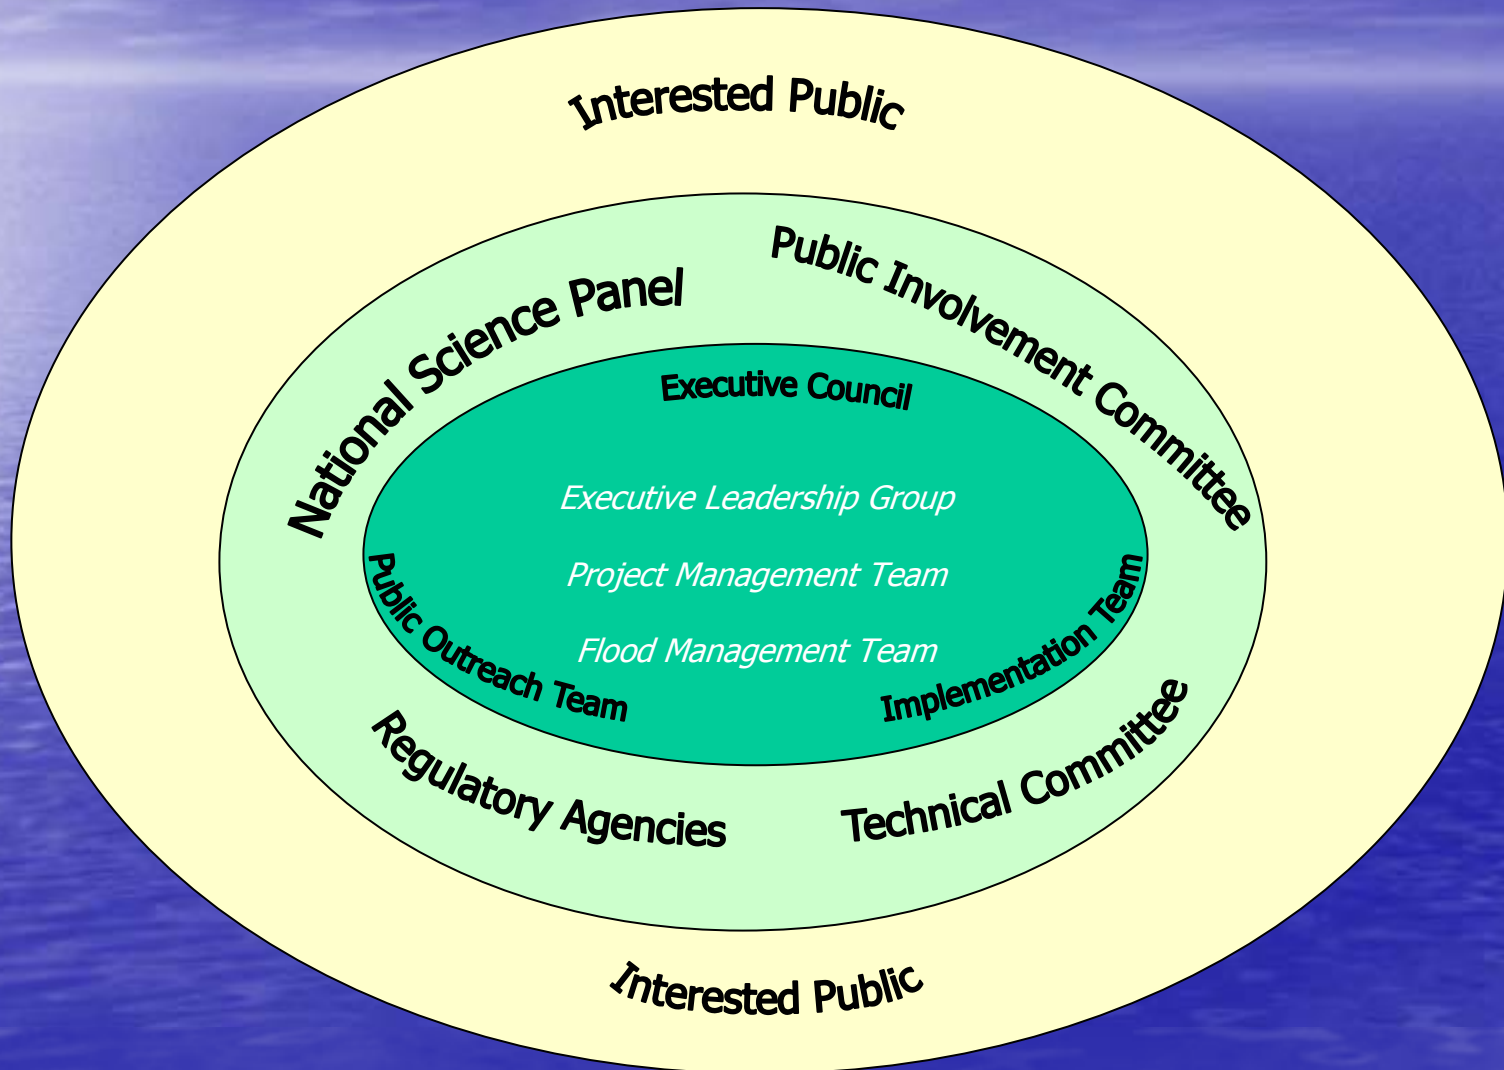 Interested Public
Public Involvement Committee
National Science Panel
Executive Council
Executive Leadership Group
Project Management Team
Flood Management Team
Public Outreach Team
Implementation Team
Regulatory Agencies
Technical Committee
Interested Public